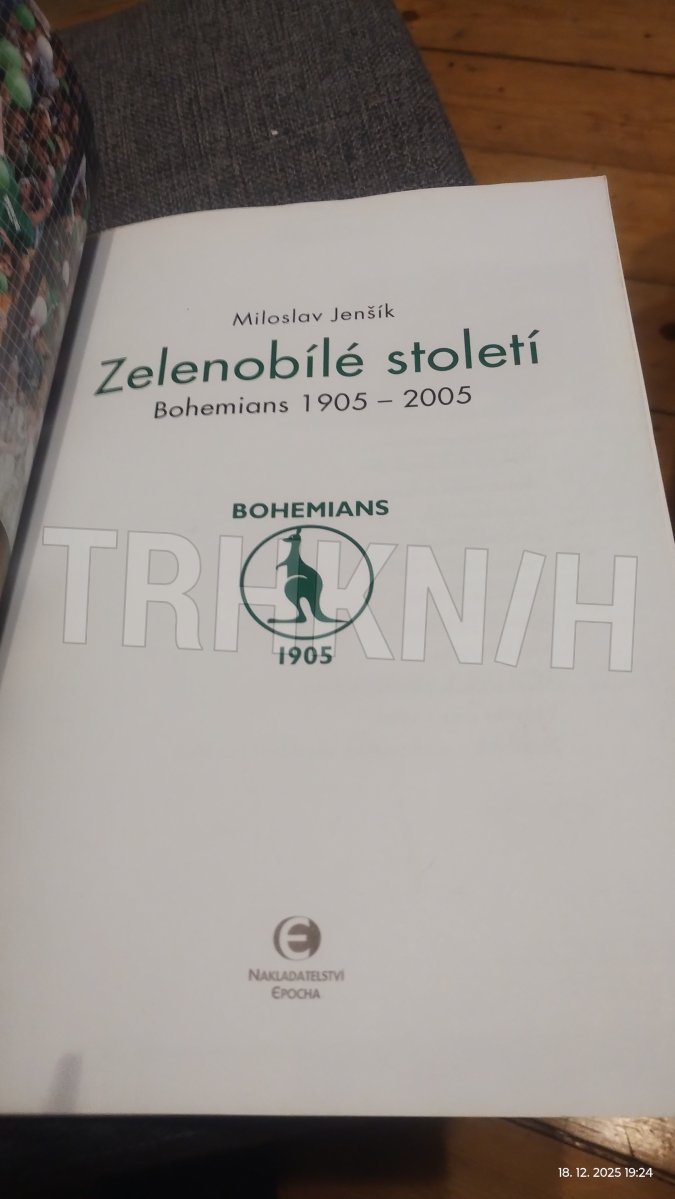 Miloslav Jenšík
Zelenobílé století
Bohemians 1905 – 2005
BOHEMIANS
1905
TRHKNIH
NAKLADATELSTVÍ
EPOCHA
18. 12. 2025 19:24